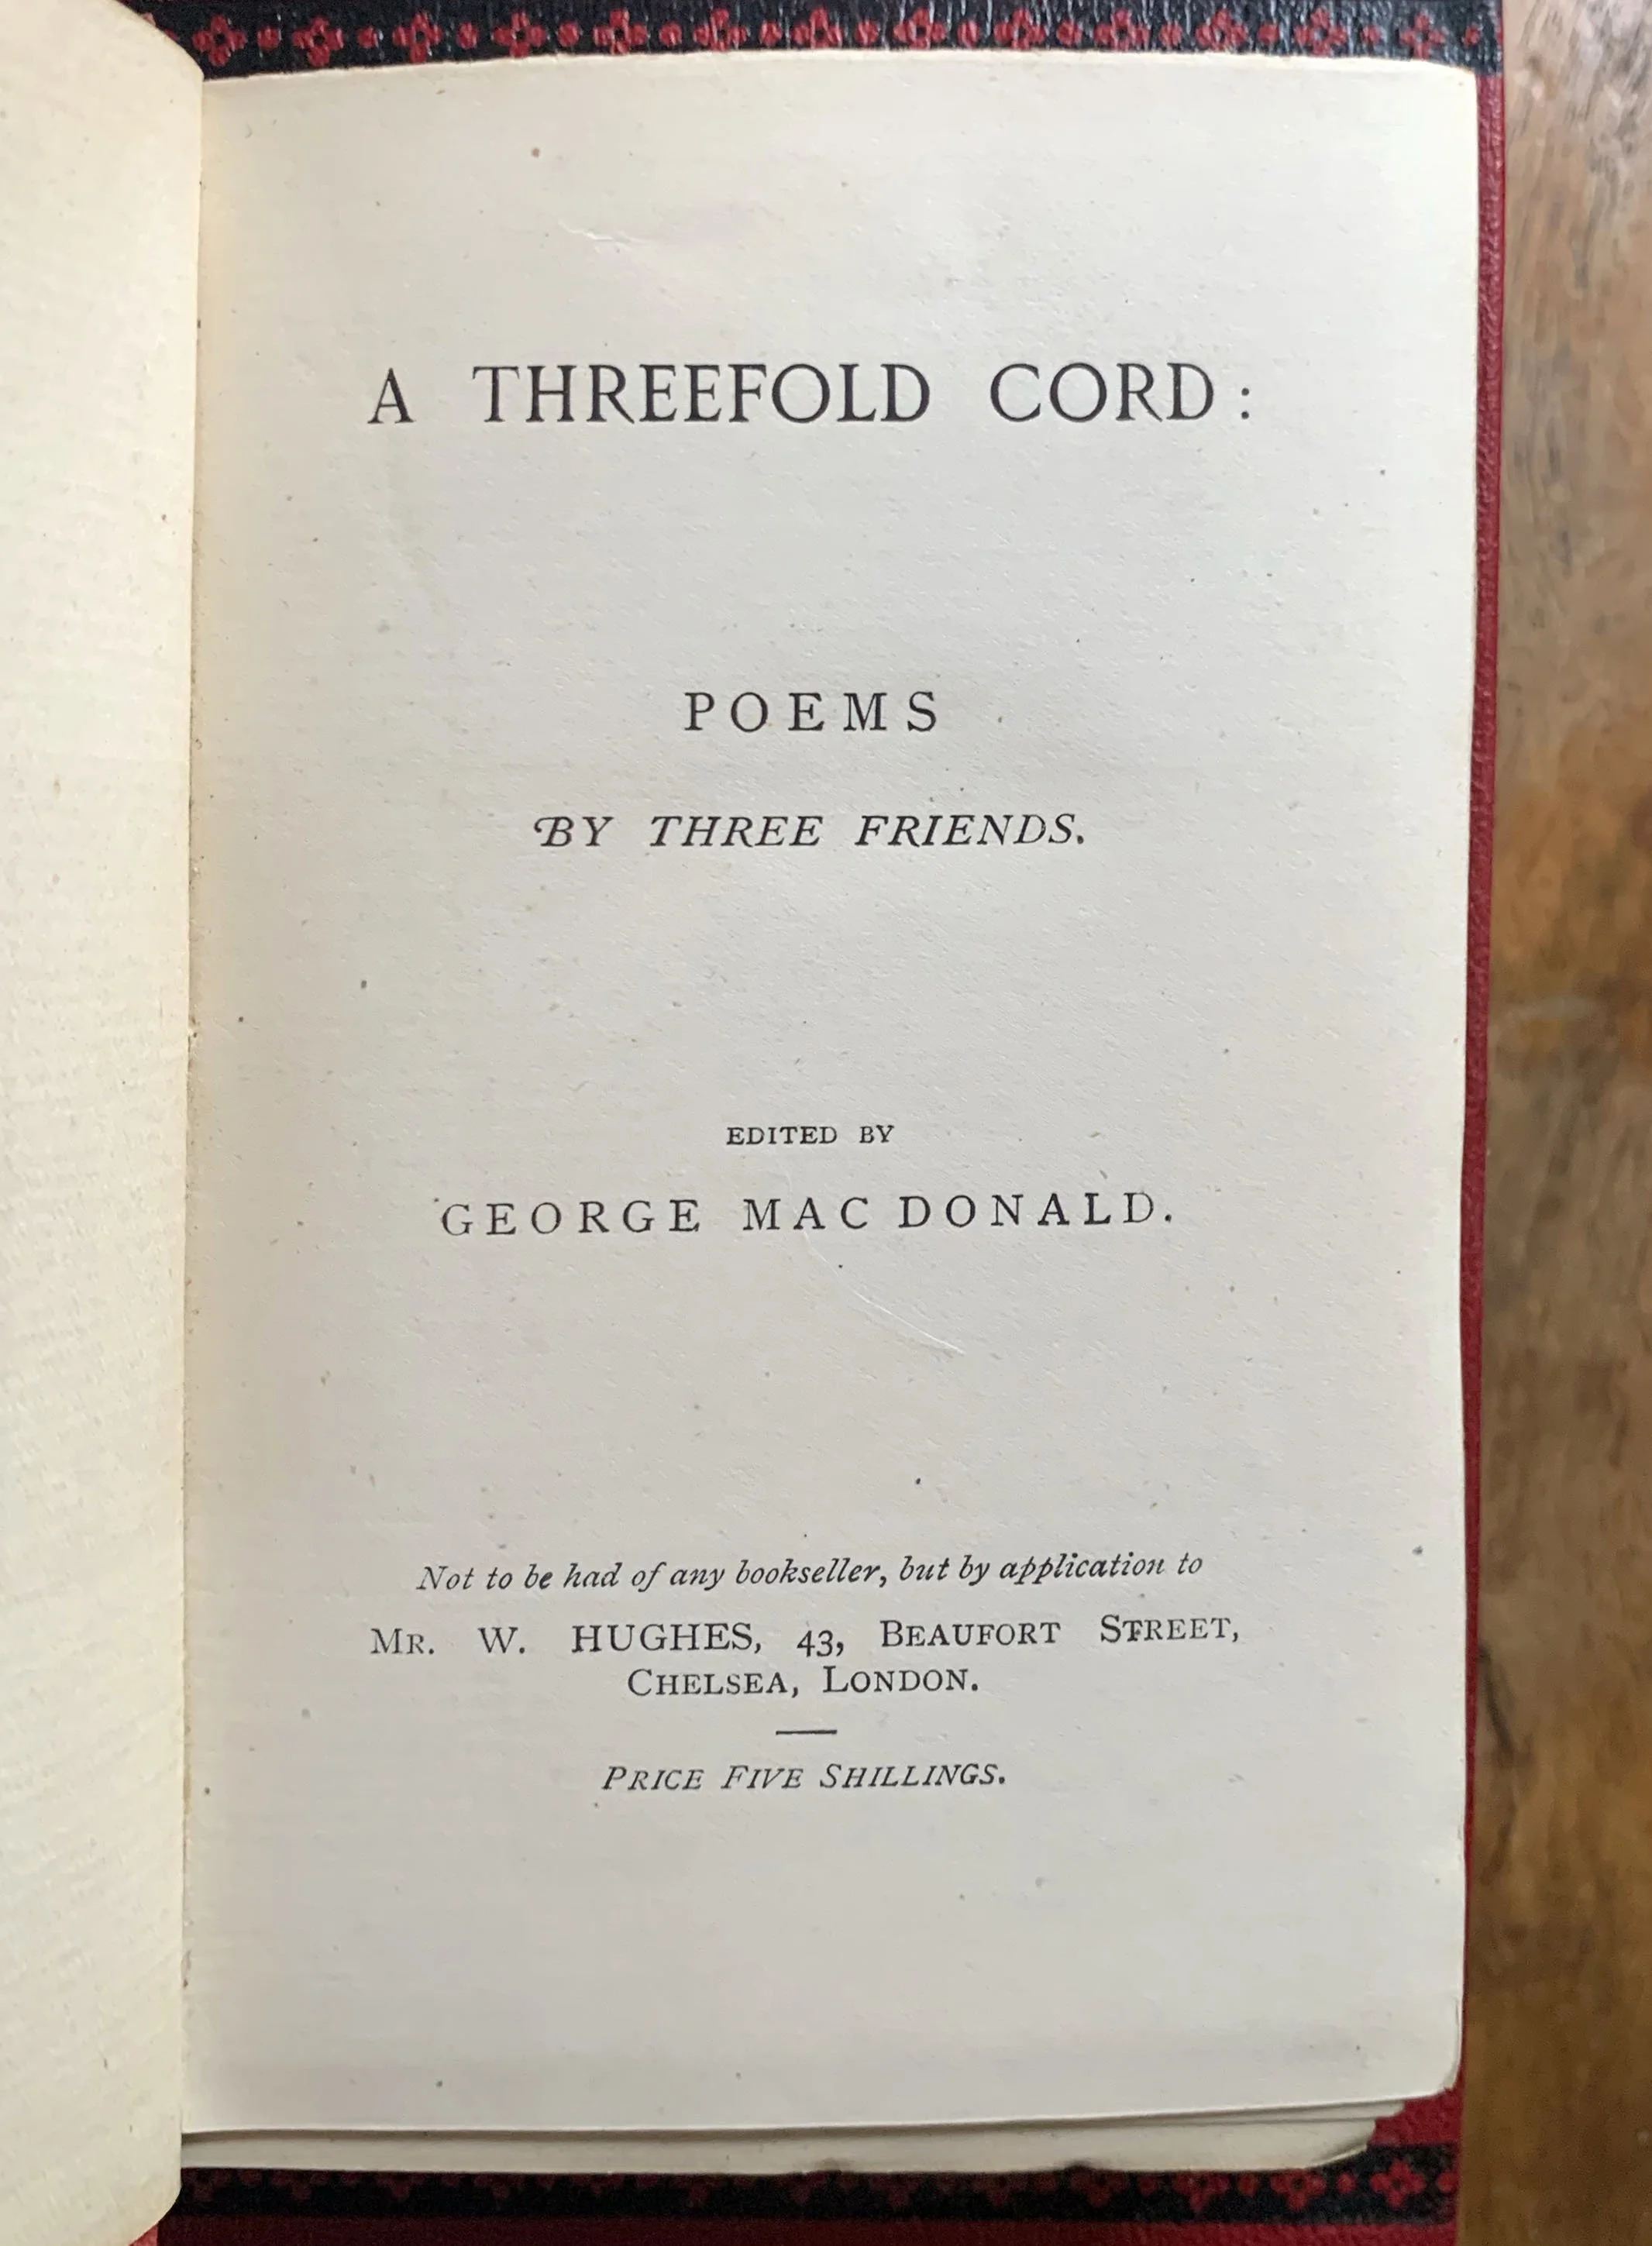 A THREEFOLD CORD:
POEMS
BY THREE FRIENDS.
EDITED BY
GEORGE MAC DONALD.
Not to be had of any bookseller, but by application to
MR. W. HUGHES, 43, BEAUFORT STREET,
CHELSEA, LONDON.
PRICE FIVE SHILLINGS.